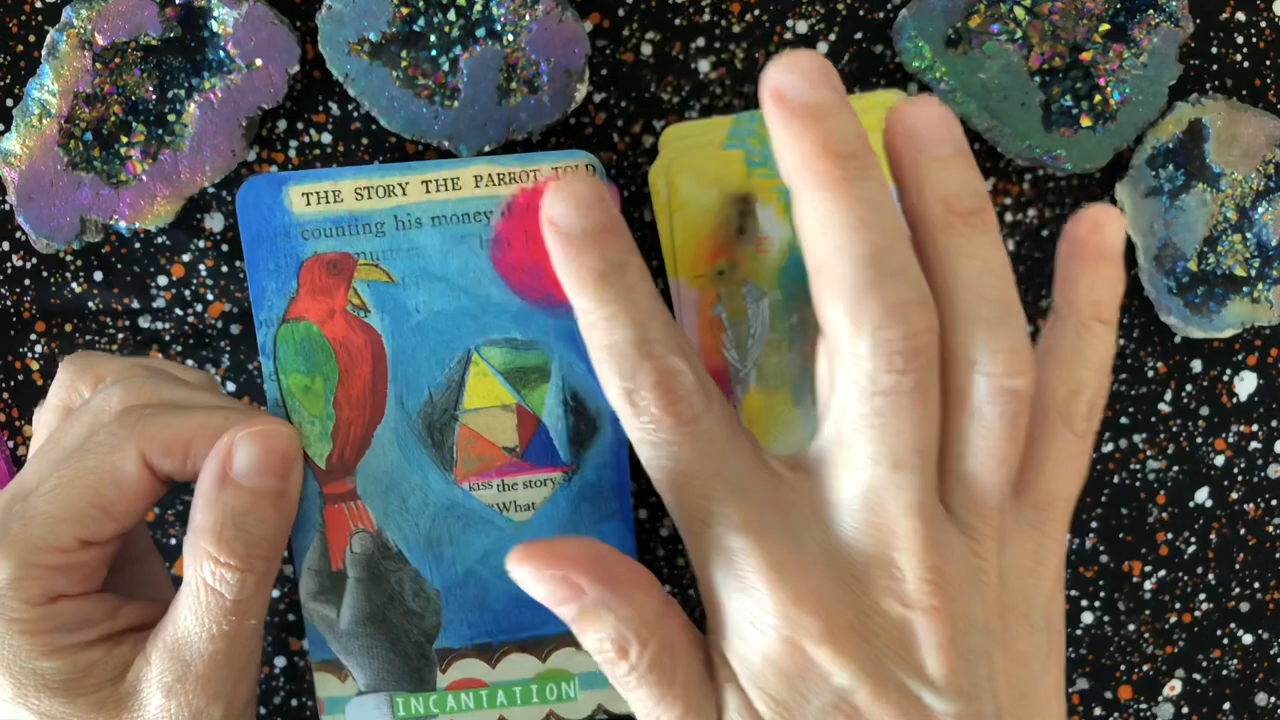 THE STORY THE PARROT TOLD
counting his money
kiss the story
"What
INCANTATION